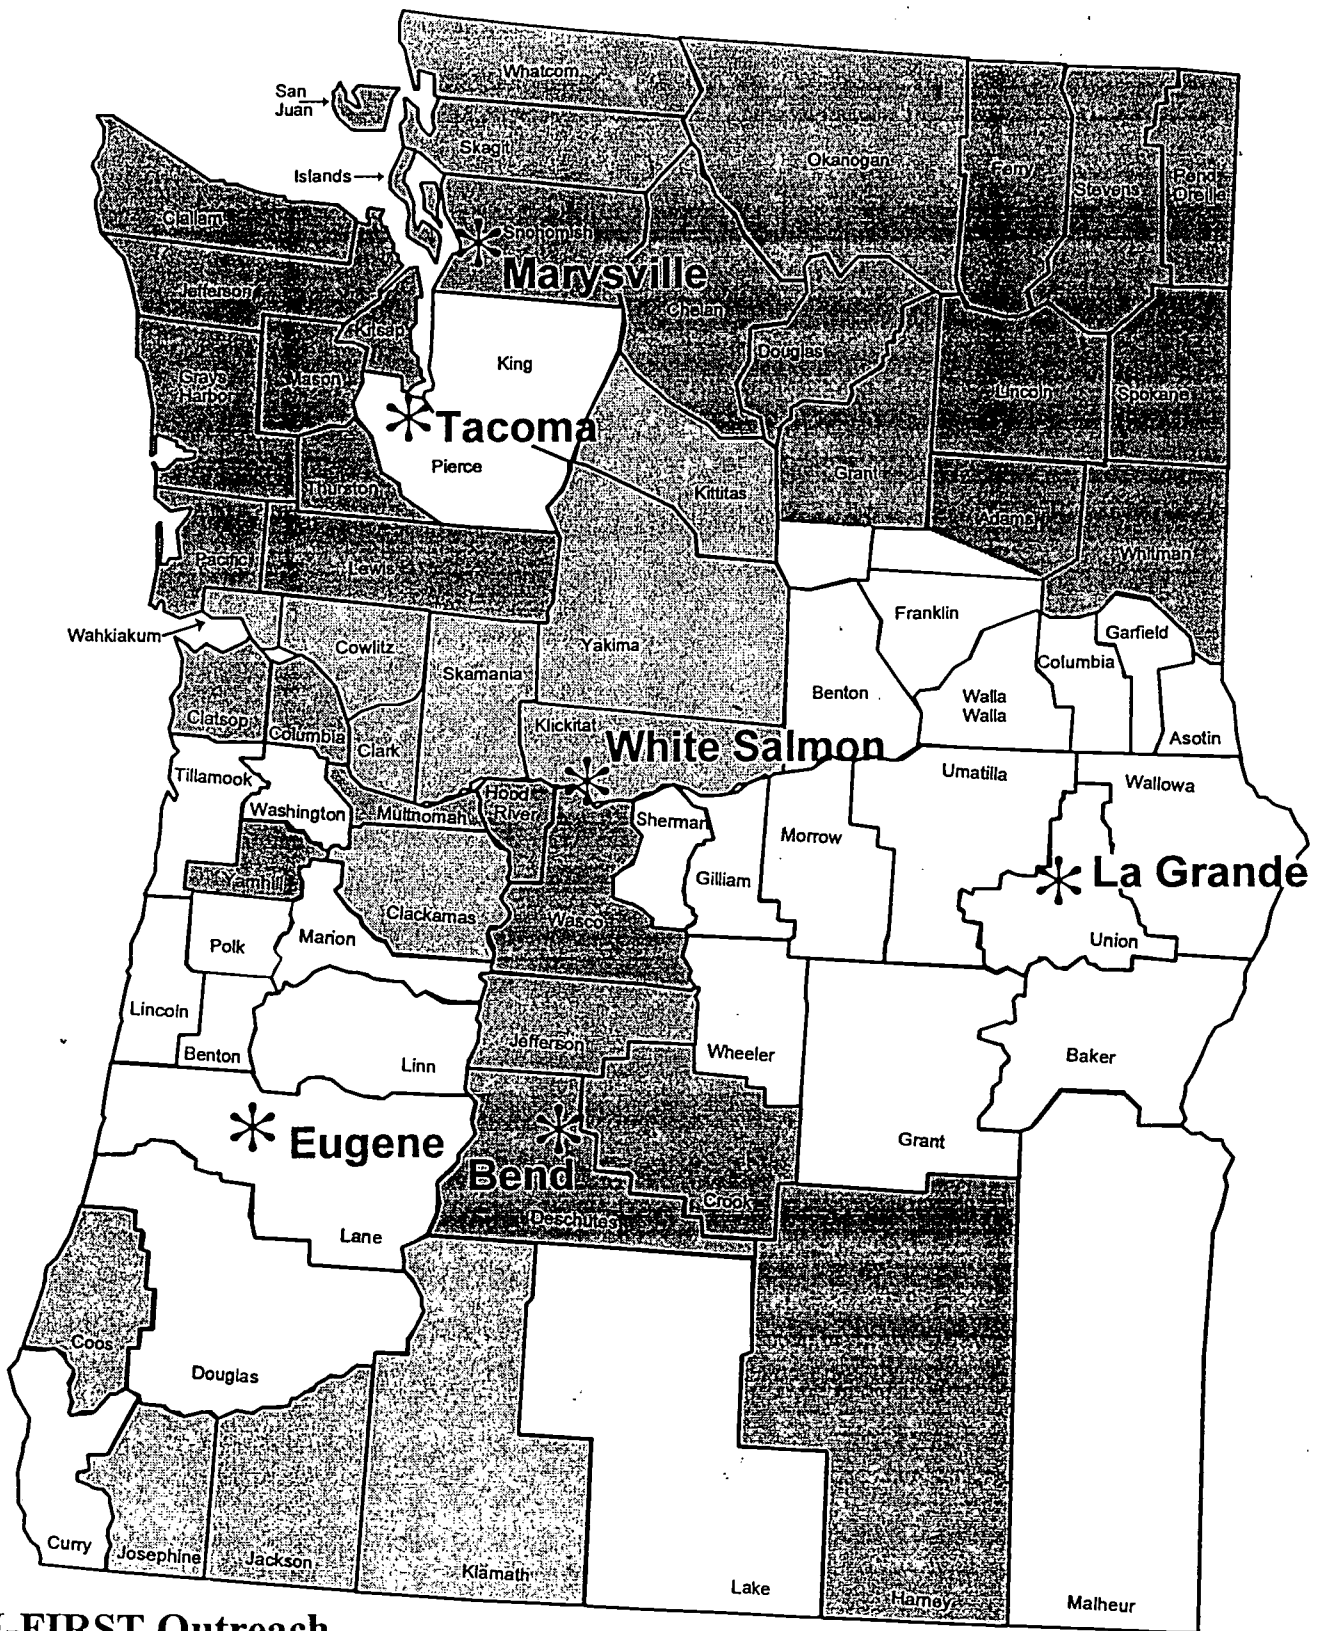 Whatcom
San
Juan
Skagit
Okanogan
Ferry
Stevens
Pend
Oreille
Islands
Clallam
Snohomish
Marysville
Jefferson
Chelan
Kitsap
King
Douglas
Grays
Harbor
Mason
Lincoln
Spokane
Tacoma
Pierce
Thurston
Kittitas
Grant
Adams
Pacific
Lewis
Whitman
Wahkiakum
Cowlitz
Skamania
Yakima
Franklin
Garfield
Columbia
Benton
Walla
Walla
Asotin
Clatsop
Columbia
Clark
Klickitat
White Salmon
Tillamook
Washington
Multnomah
Hood
River
Sherman
Morrow
Umatilla
Wallowa
Yamhill
Gilliam
La Grande
Clackamas
Wasco
Polk
Marion
Union
Lincoln
Benton
Linn
Jefferson
Wheeler
Baker
Eugene
Bend
Grant
Crook
Deschutes
Lane
Coos
Douglas
Curry
Josephine
Jackson
Klamath
Lake
Harney
Malheur
-FIRST Outreach